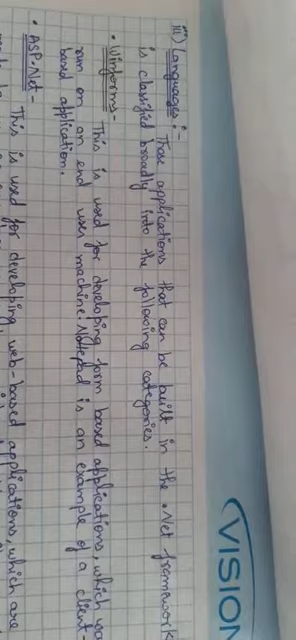 VISION
iii) Languages :- Those applications that can be built in the .Net framework
is classified broadly into the following categories.
• Winforms - This is used for developing form based applications, which
run on an end user machine. Notepad is an example of a client-
based application.
• ASP.Net - This is used for developing web-based applications, which are